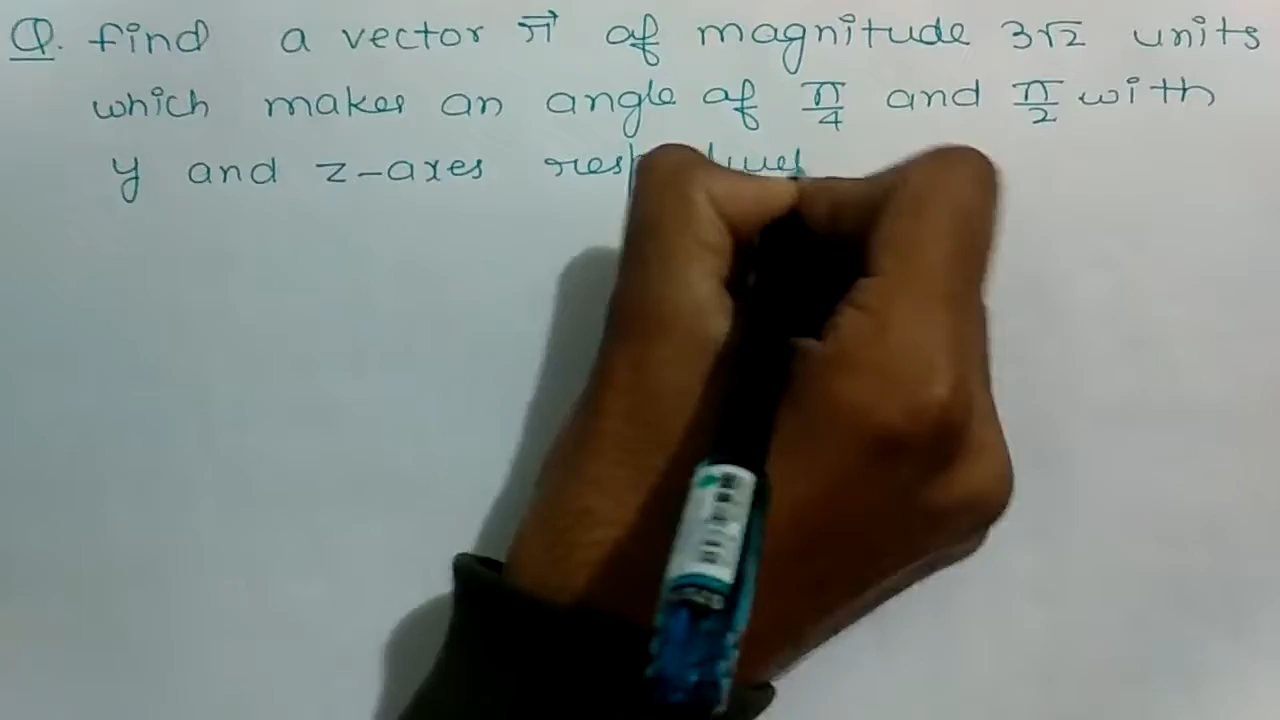 Q. find a vector r⃗ of magnitude 3√2 units
which makes an angle of π/4 and π/2 with
y and z-axes